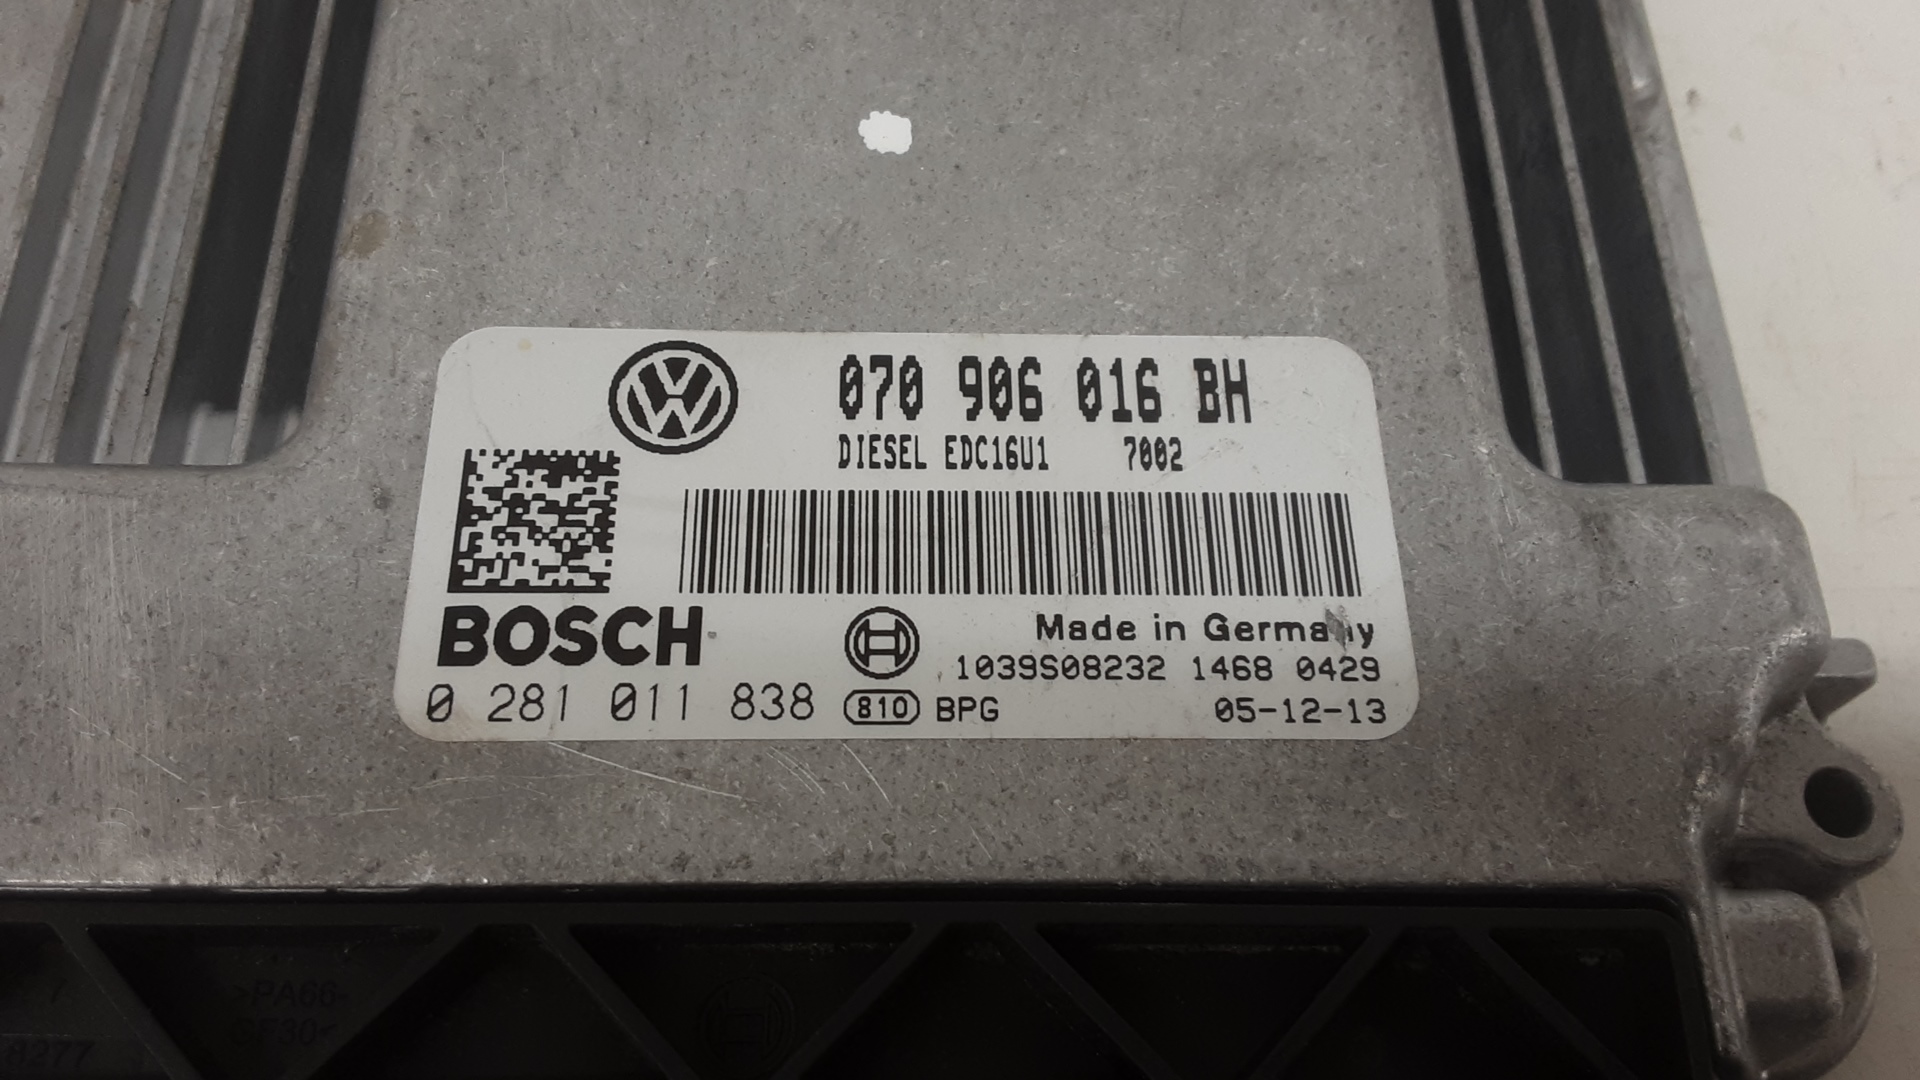 070 906 016 BH
DIESEL EDC16U1 7002
BOSCH
Made in Germany
1039S08232 1468 0429
0 281 011 838 810 BPG 05-12-13
>PA66-
GF30<